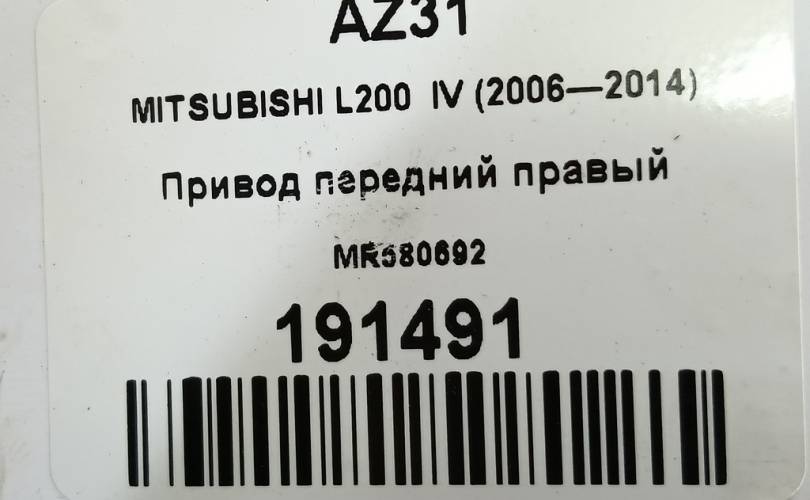 AZ31
MITSUBISHI L200 IV (2006—2014)
Привод передний правый
MR580692
191491